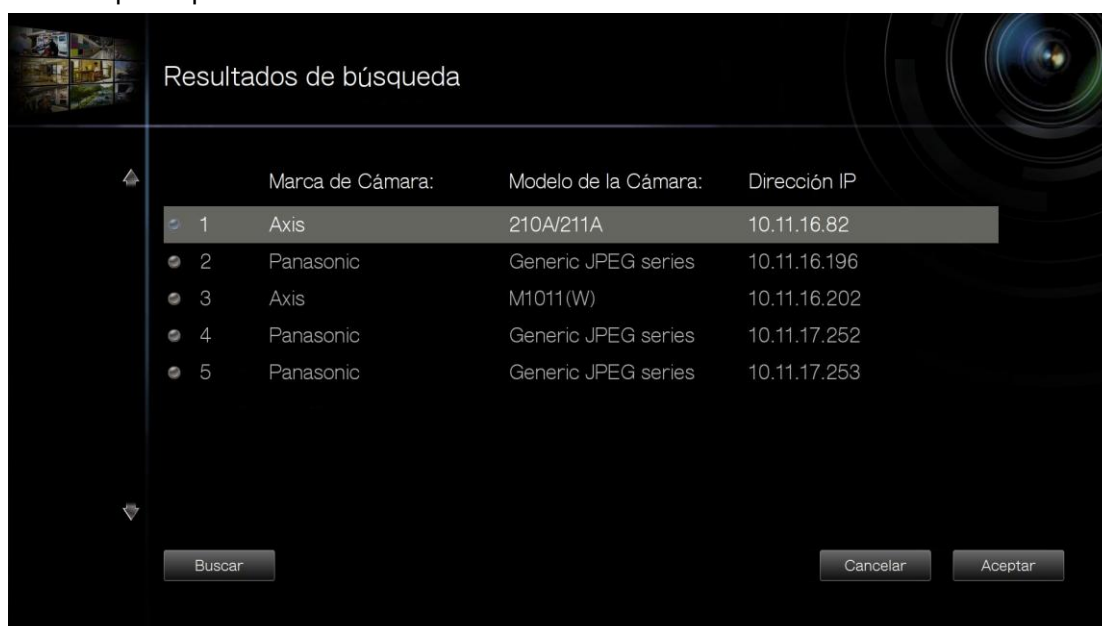 Resultados de búsqueda
Marca de Cámara: Modelo de la Cámara: Dirección IP
1 Axis 210A/211A 10.11.16.82
2 Panasonic Generic JPEG series 10.11.16.196
3 Axis M1011(W) 10.11.16.202
4 Panasonic Generic JPEG series 10.11.17.252
5 Panasonic Generic JPEG series 10.11.17.253
Buscar Cancelar Aceptar